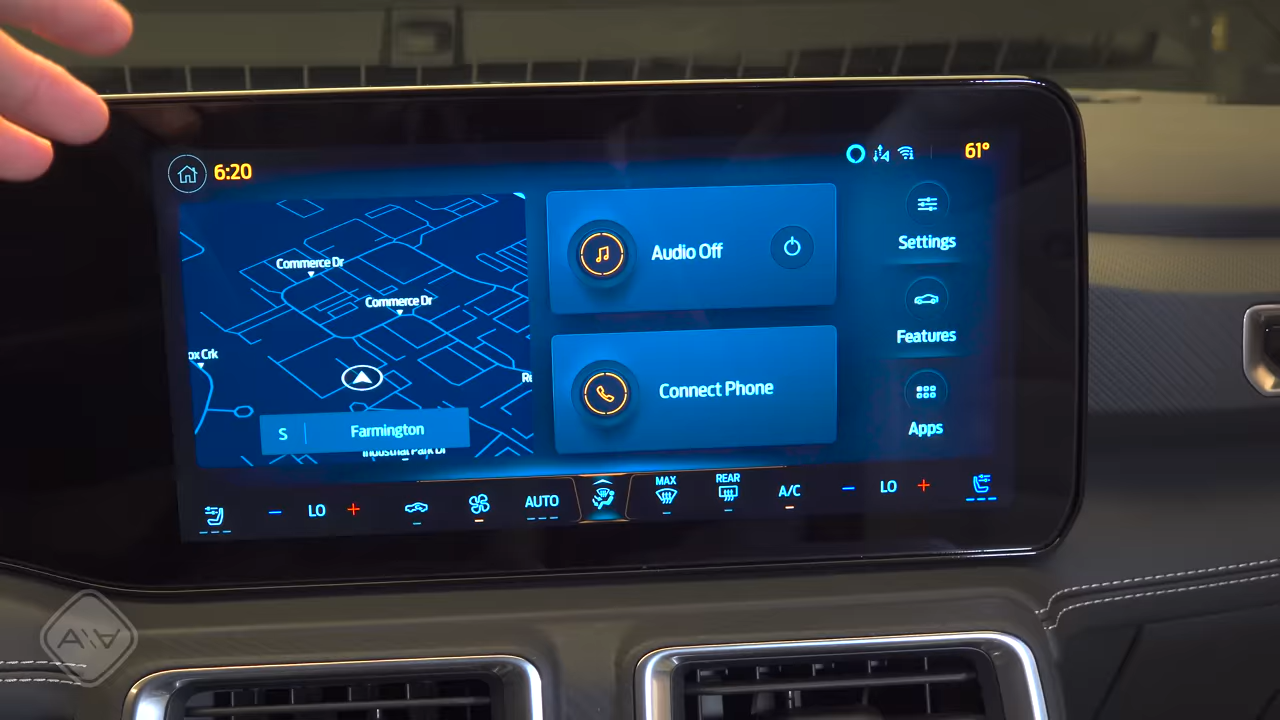 6:20
61°
Commerce Dr
Commerce Dr
ox Crk
S Farmington
Industrial Park Dr
Audio Off
Connect Phone
Settings
Features
Apps
LO
AUTO
MAX
REAR
A/C
LO